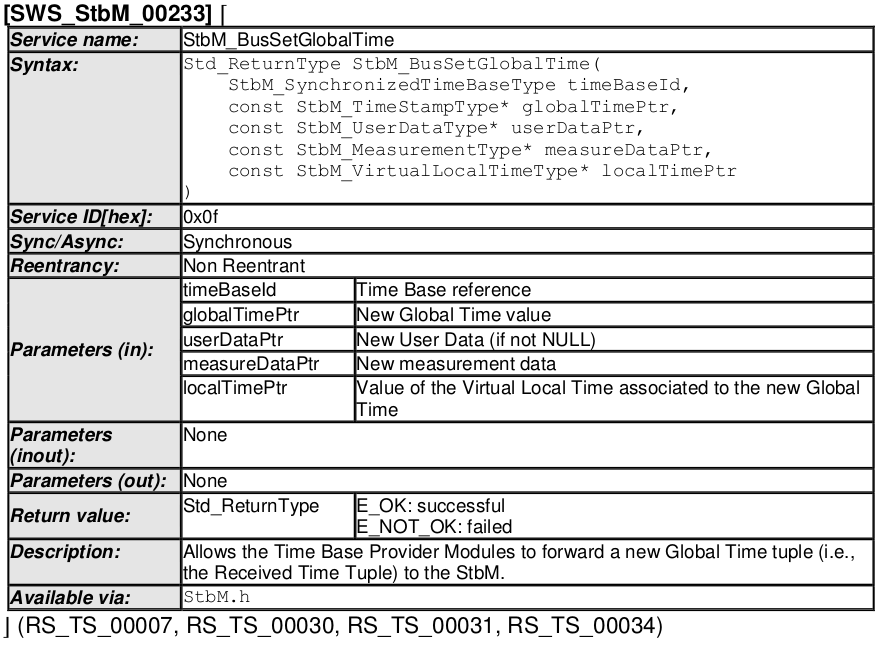 [SWS_StbM_00233] ⌈
Service name: StbM_BusSetGlobalTime
Syntax: Std_ReturnType StbM_BusSetGlobalTime(
StbM_SynchronizedTimeBaseType timeBaseId,
const StbM_TimeStampType* globalTimePtr,
const StbM_UserDataType* userDataPtr,
const StbM_MeasurementType* measureDataPtr,
const StbM_VirtualLocalTimeType* localTimePtr
)
Service ID[hex]: 0x0f
Sync/Async: Synchronous
Reentrancy: Non Reentrant
Parameters (in):
timeBaseId Time Base reference
globalTimePtr New Global Time value
userDataPtr New User Data (if not NULL)
measureDataPtr New measurement data
localTimePtr Value of the Virtual Local Time associated to the new Global
Time
Parameters None
(inout):
Parameters (out): None
Return value: Std_ReturnType E_OK: successful
E_NOT_OK: failed
Description: Allows the Time Base Provider Modules to forward a new Global Time tuple (i.e.,
the Received Time Tuple) to the StbM.
Available via: StbM.h
⌋ (RS_TS_00007, RS_TS_00030, RS_TS_00031, RS_TS_00034)